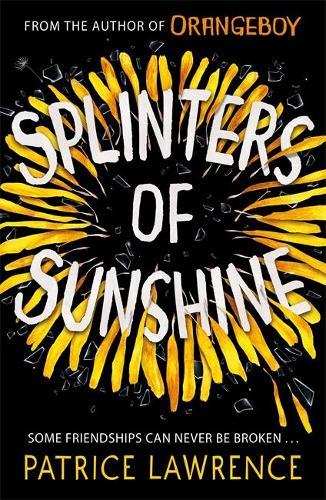 FROM THE AUTHOR OF ORANGEBOY
SPLINTERS
OF
SUNSHINE
SOME FRIENDSHIPS CAN NEVER BE BROKEN...
PATRICE LAWRENCE